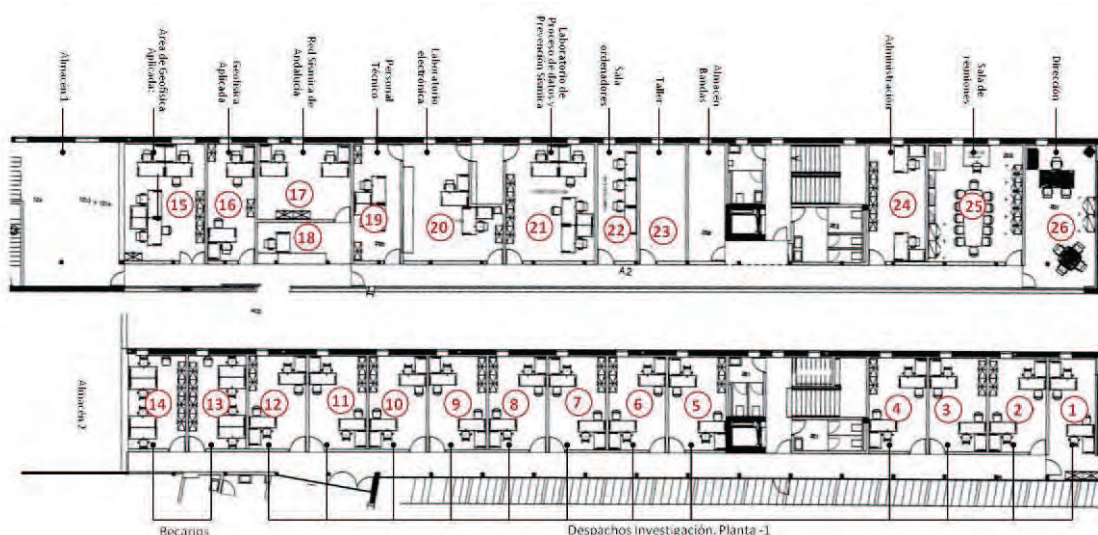 Almacen 1
Area de Geofísica
Aplicada:
Geofísica
Aplicada
Red Sísmica de
Andalucía
Personal
Técnico
Laboratorio
electronica
Laboratorio de
Proceso de datos y
Prevención Sísmica
Sala
ordenadores
Taller
Almacén
Bandas
Administración
Sala de
reuniones
Dirección
15
16
17
18
19
20
21
22
23
24
25
26
A2
Almacén 2
14
13
12
11
10
9
8
7
6
5
4
3
2
1
Becarios
Despachos Investigación. Planta -1